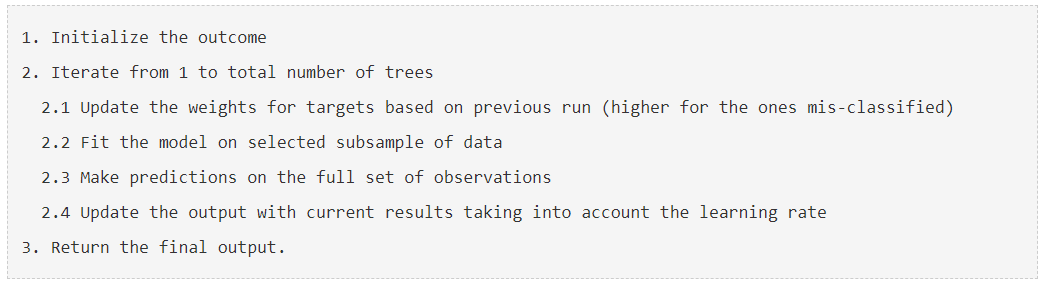 1. Initialize the outcome
2. Iterate from 1 to total number of trees
2.1 Update the weights for targets based on previous run (higher for the ones mis-classified)
2.2 Fit the model on selected subsample of data
2.3 Make predictions on the full set of observations
2.4 Update the output with current results taking into account the learning rate
3. Return the final output.